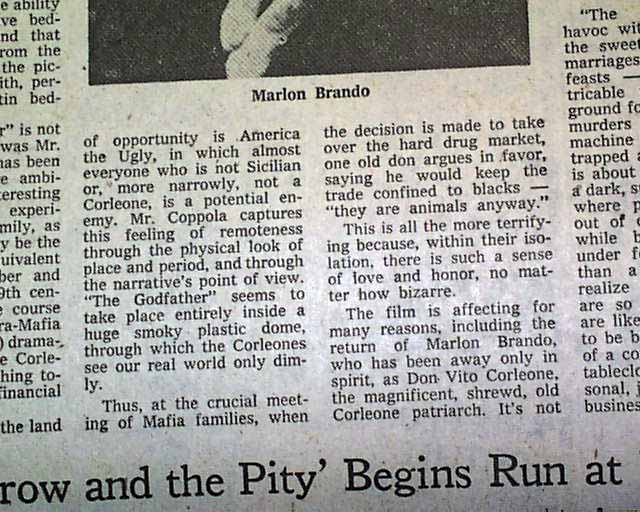 e ability
ve bed-
nd that
rom the
the pic-
ith, per-
tin bed-
r" is not
was Mr.
has been
e ambi-
teresting
experi-
mily, as
y be the
uivalent
ber and
9th cen-
e course
ra-Mafia
) drama-
e Corle-
hing to-
financial
the land
Marlon Brando
of opportunity is America
the Ugly, in which almost
everyone who is not Sicilian
or, more narrowly, not a
Corleone, is a potential en-
emy. Mr. Coppola captures
this feeling of remoteness
through the physical look of
place and period, and through
the narrative's point of view.
"The Godfather" seems to
take place entirely inside a
huge smoky plastic dome,
through which the Corleones
see our real world only dim-
ly.
Thus, at the crucial meet-
ing of Mafia families, when
the decision is made to take
over the hard drug market,
one old don argues in favor,
saying he would keep the
trade confined to blacks —
"they are animals anyway."
This is all the more terrify-
ing because, within their iso-
lation, there is such a sense
of love and honor, no mat-
ter how bizarre.
The film is affecting for
many reasons, including the
return of Marlon Brando,
who has been away only in
spirit, as Don Vito Corleone,
the magnificent, shrewd, old
Corleone patriarch. It's not
"The
havoc wit
the sweet
marriages
feasts —
tricable
ground fo
murders
machine
trapped a
is about
a dark, s
where p
out of
while b
under f
than a
realize
are so
are like
to be b
of a co
tablecl
sonal, j
busines
row and the Pity' Begins Run at